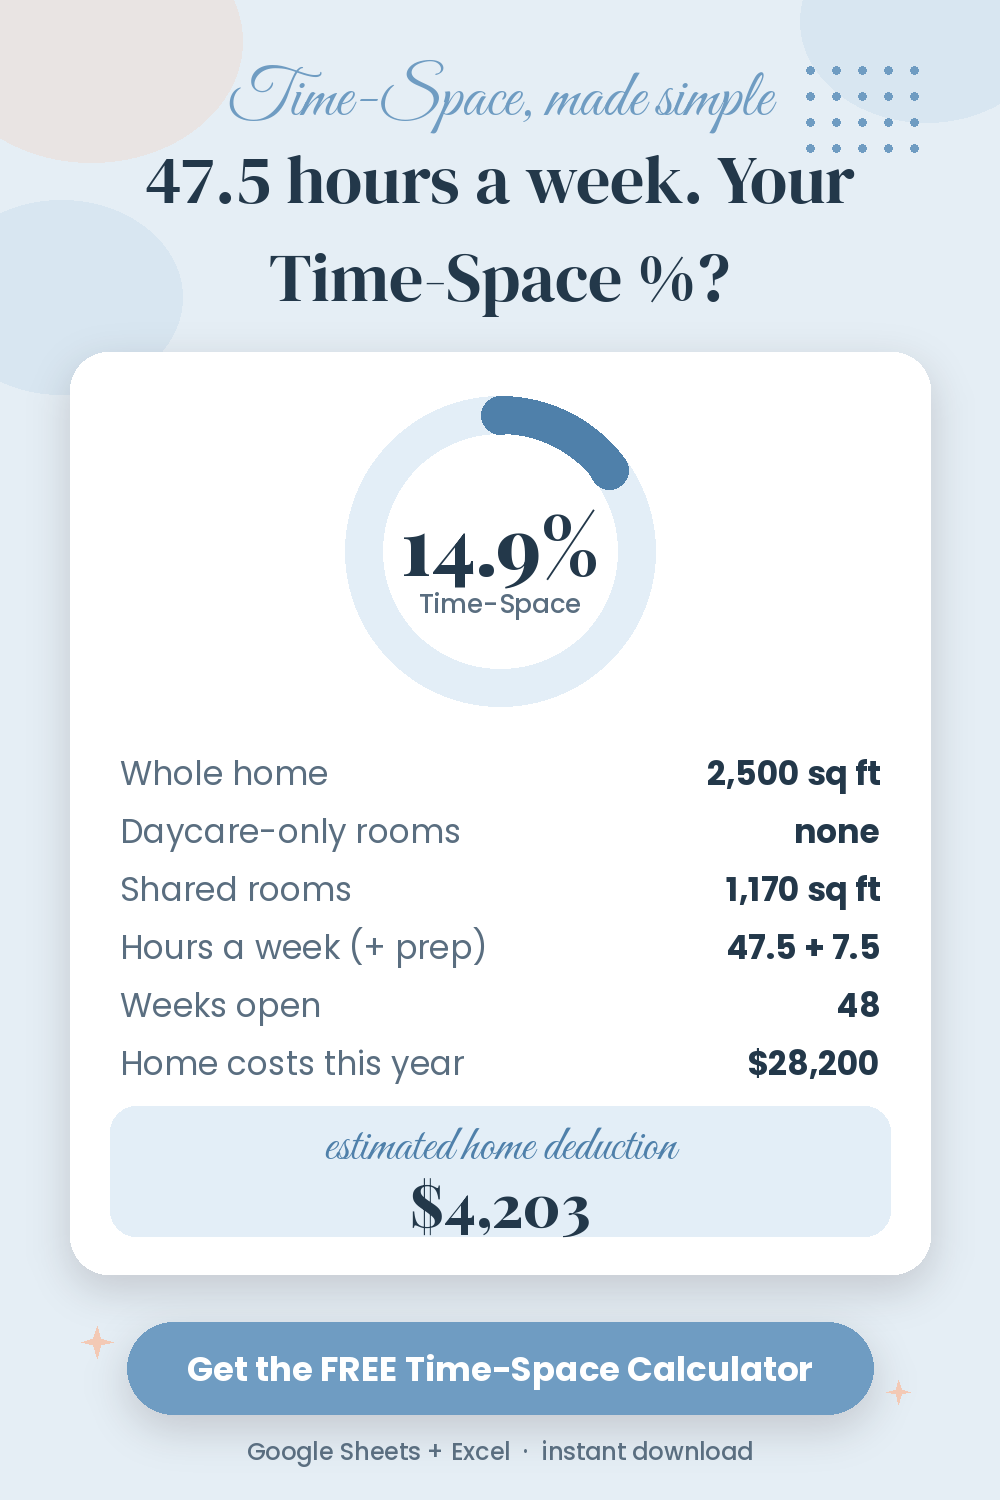 Time-Space, made simple
47.5 hours a week. Your
Time-Space %?
14.9%
Time-Space
Whole home 2,500 sq ft
Daycare-only rooms none
Shared rooms 1,170 sq ft
Hours a week (+ prep) 47.5 + 7.5
Weeks open 48
Home costs this year $28,200
estimated home deduction
$4,203
Get the FREE Time-Space Calculator
Google Sheets + Excel · instant download